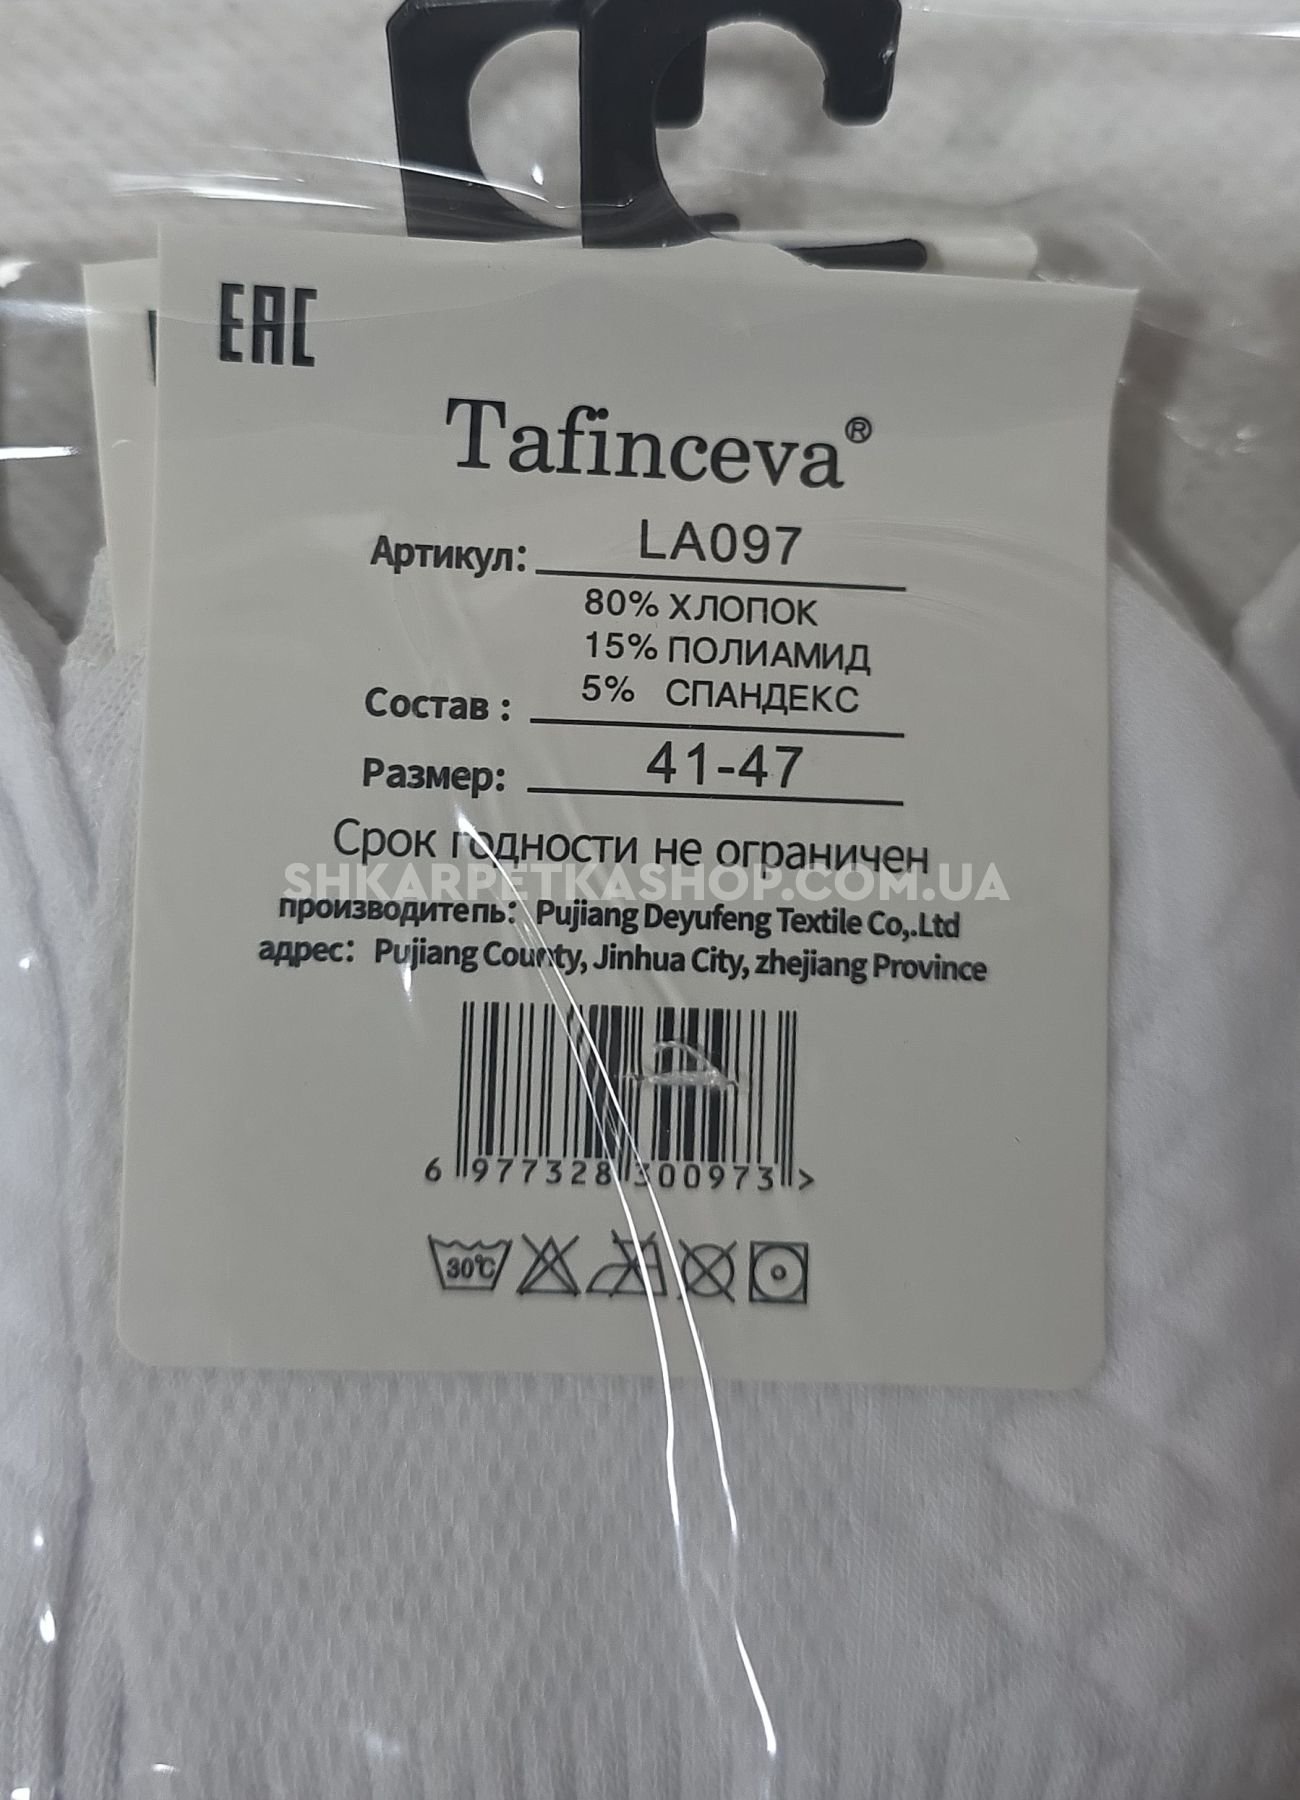 EAC
Tafinceva®
Артикул: LA097
80% ХЛОПОК
15% ПОЛИАМИД
Состав : 5% СПАНДЕКС
Размер: 41-47
Срок годности не ограничен
SHKARPETKASHOP.COM.UA
производитель: Pujiang Deyufeng Textile Co,.Ltd
адрес: Pujiang County, Jinhua City, zhejiang Province
6 977328 300973 >
30℃